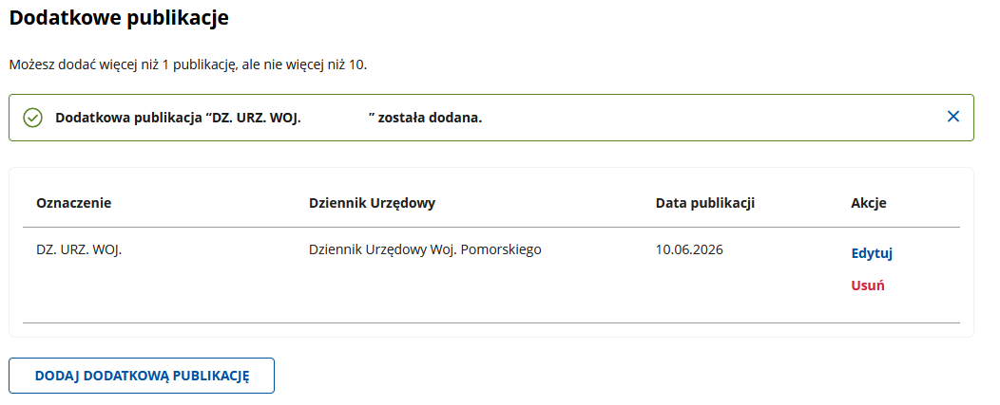 Dodatkowe publikacje
Możesz dodać więcej niż 1 publikację, ale nie więcej niż 10.
Dodatkowa publikacja “DZ. URZ. WOJ. ” została dodana.
Oznaczenie Dziennik Urzędowy Data publikacji Akcje
DZ. URZ. WOJ. Dziennik Urzędowy Woj. Pomorskiego 10.06.2026 Edytuj
Usuń
DODAJ DODATKOWĄ PUBLIKACJĘ